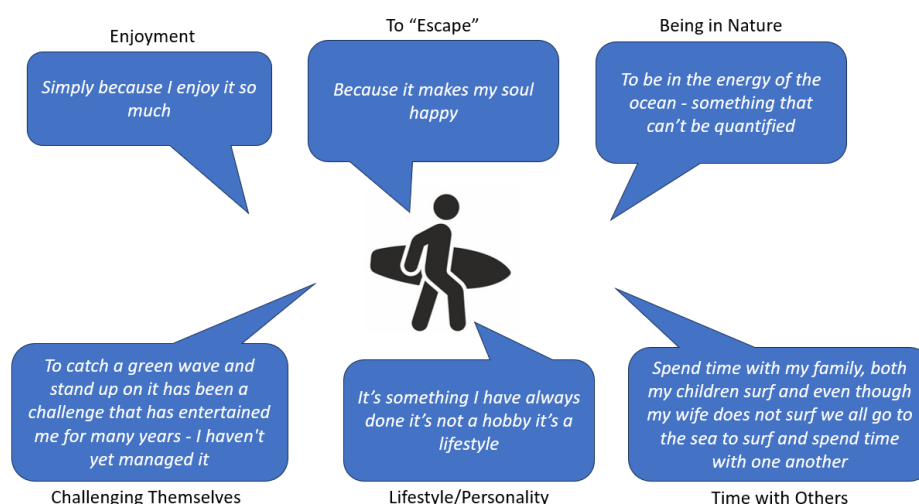 Enjoyment
Simply because I enjoy it so
much
To “Escape”
Because it makes my soul
happy
Being in Nature
To be in the energy of the
ocean - something that
can’t be quantified
To catch a green wave and
stand up on it has been a
challenge that has entertained
me for many years - I haven't
yet managed it
Challenging Themselves
It’s something I have always
done it’s not a hobby it’s a
lifestyle
Lifestyle/Personality
Spend time with my family, both
my children surf and even though
my wife does not surf we all go to
the sea to surf and spend time
with one another
Time with Others